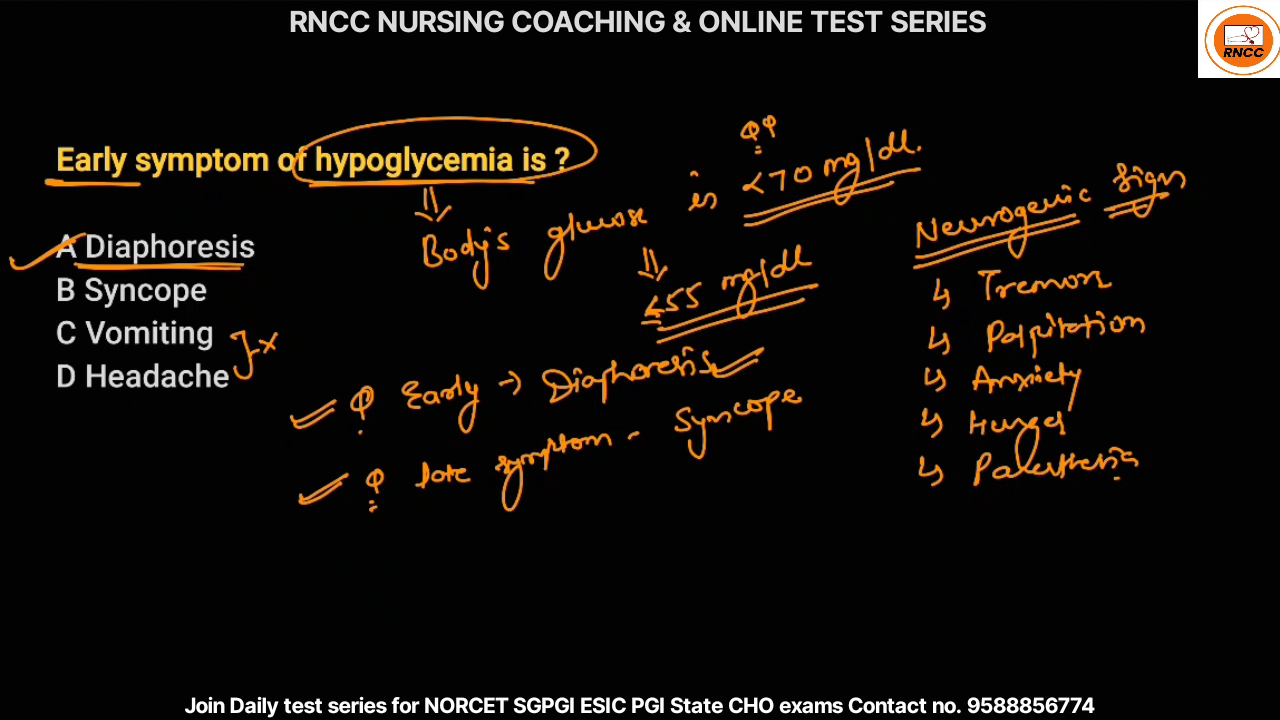 RNCC NURSING COACHING & ONLINE TEST SERIES
RNCC
Early symptom of hypoglycemia is ?
A Diaphoresis
B Syncope
C Vomiting
D Headache
Body's glucose is <70 mg/dl.
<55 mg/dl
Early → Diaphoresis
late symptom - Syncope
Neurogenic Sign
Tremors
Palpitation
Anxiety
Hunger
Join Daily test series for NORCET SGPGI ESIC PGI State CHO exams Contact no. 9588856774